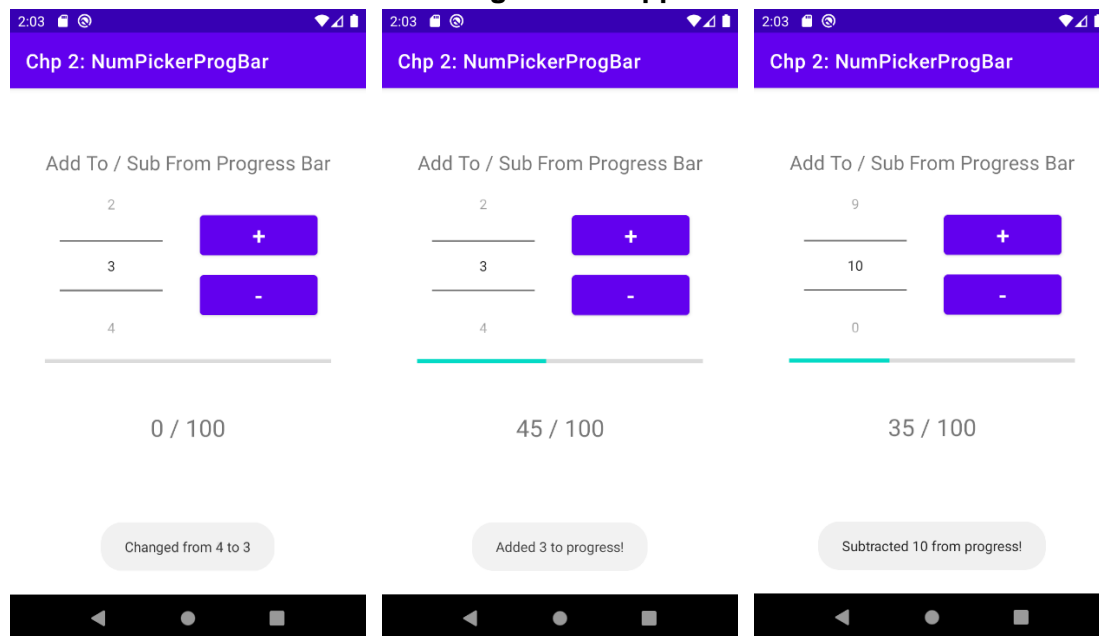 2:03
Chp 2: NumPickerProgBar
Add To / Sub From Progress Bar
2
+
3
-
4
0 / 100
Changed from 4 to 3
2:03
Chp 2: NumPickerProgBar
Add To / Sub From Progress Bar
2
+
3
-
4
45 / 100
Added 3 to progress!
2:03
Chp 2: NumPickerProgBar
Add To / Sub From Progress Bar
9
+
10
-
0
35 / 100
Subtracted 10 from progress!